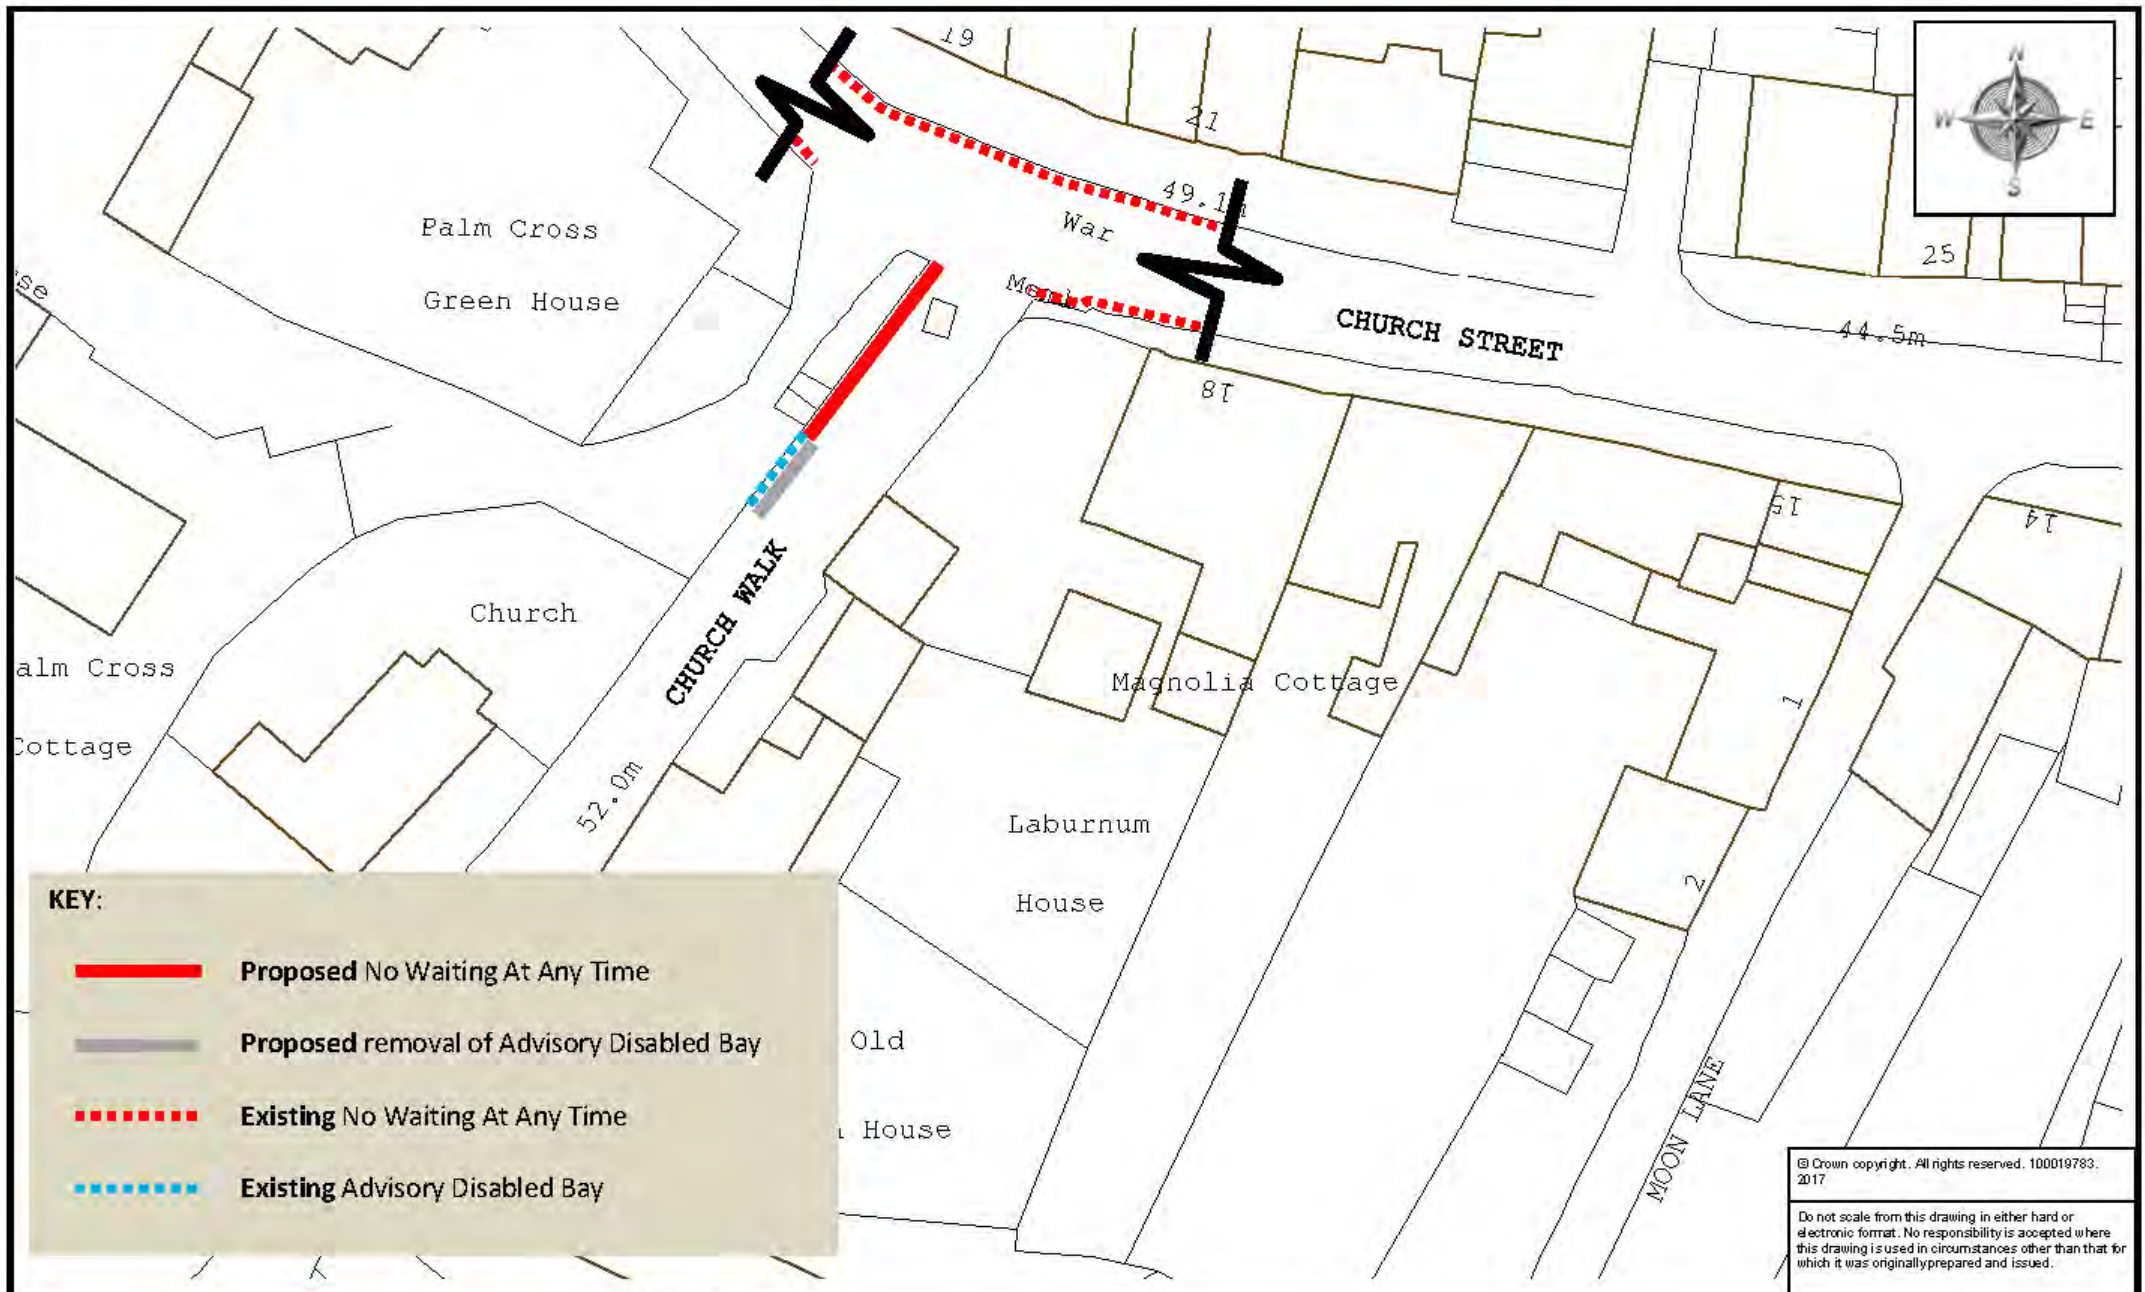 19
N
W
E
S
21
49.1m
War
Meml
Palm Cross
Green House
25
CHURCH STREET
44.5m
18
15
14
CHURCH WALK
Church
alm Cross
Cottage
Magnolia Cottage
1
52.0m
Laburnum
House
2
Old
House
MOON LANE
KEY:
Proposed No Waiting At Any Time
Proposed removal of Advisory Disabled Bay
Existing No Waiting At Any Time
Existing Advisory Disabled Bay
© Crown copyright. All rights reserved. 100019783.
2017
Do not scale from this drawing in either hard or
electronic format. No responsibility is accepted where
this drawing is used in circumstances other than that for
which it was originally prepared and issued.